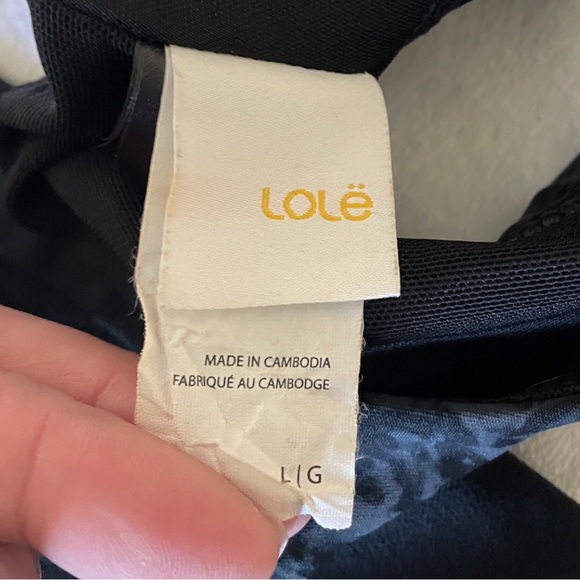 Lolë
MADE IN CAMBODIA
FABRIQUÉ AU CAMBODGE
L/G